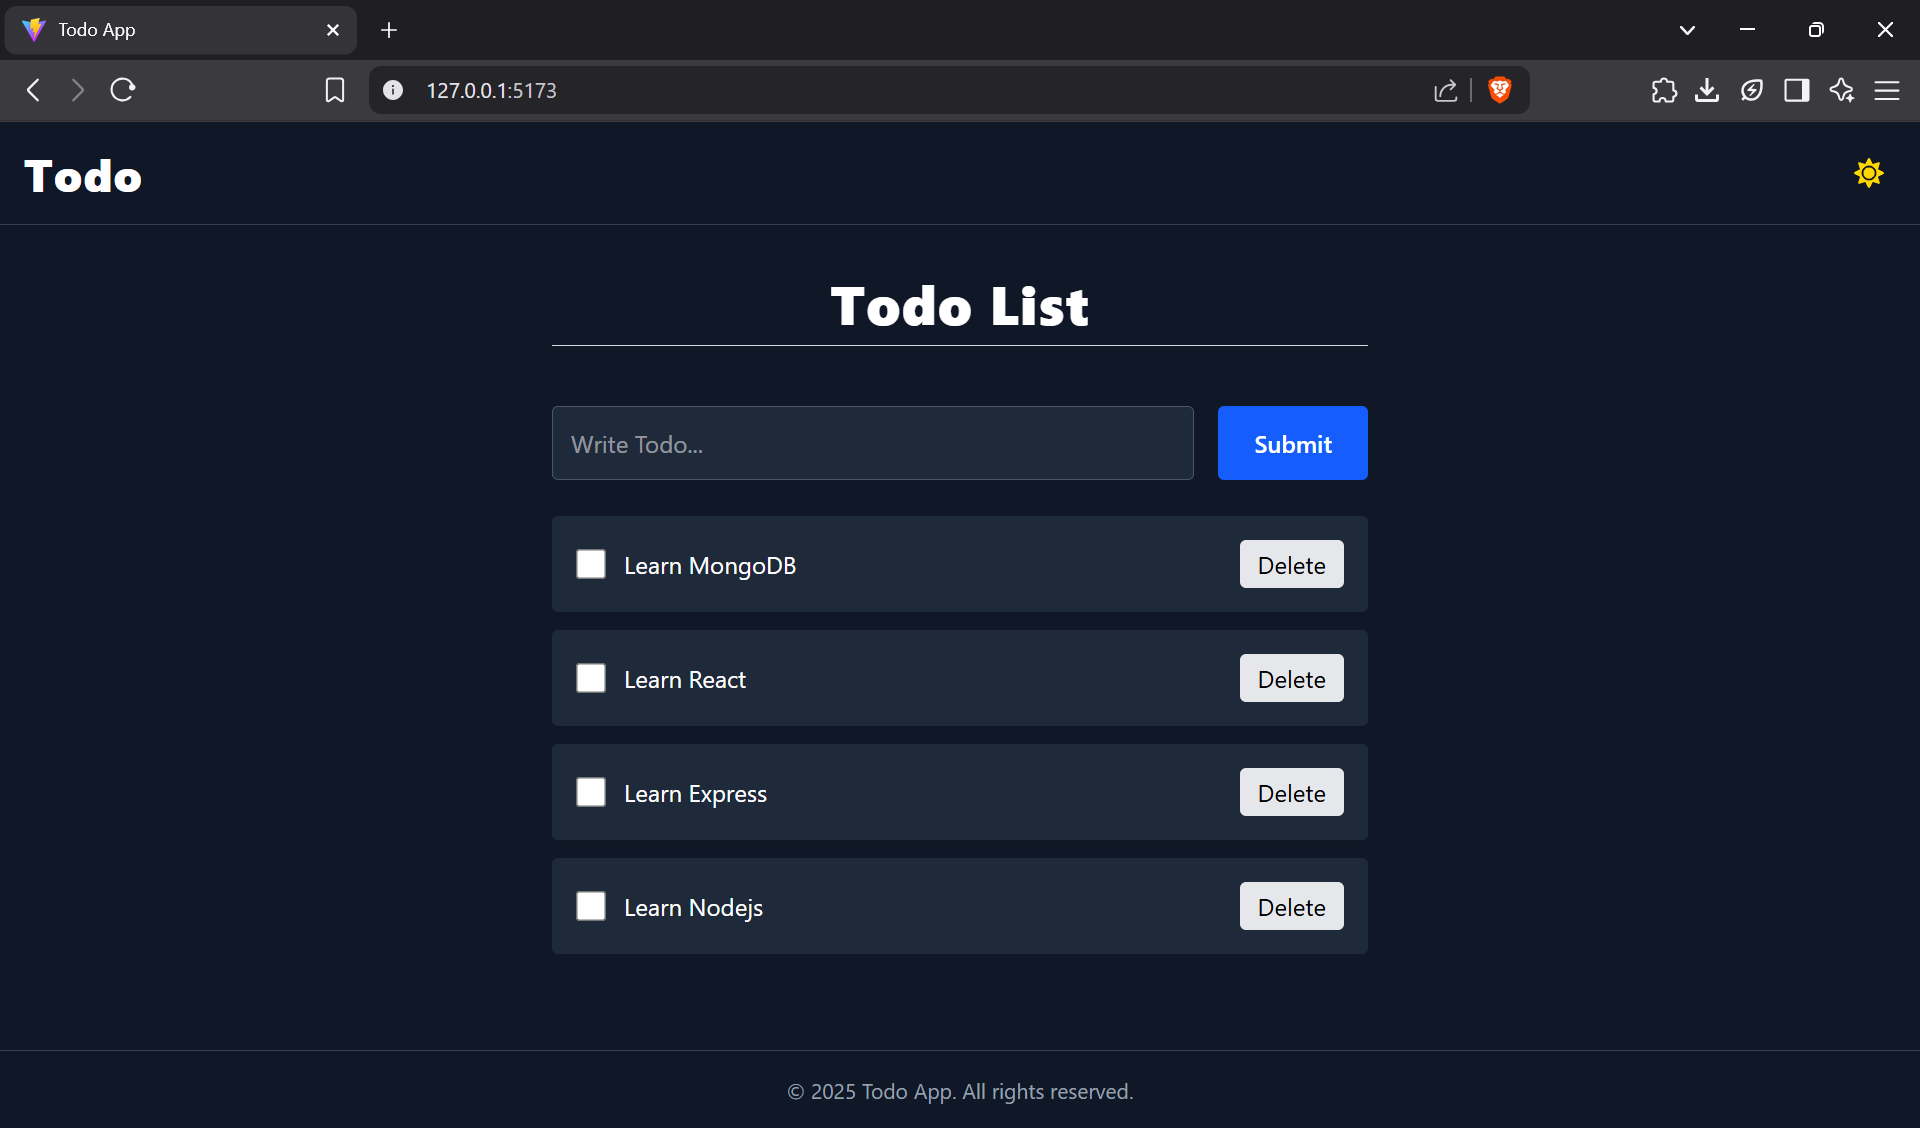 Todo App
127.0.0.1:5173
Todo
Todo List
Write Todo...
Submit
Learn MongoDB
Delete
Learn React
Delete
Learn Express
Delete
Learn Nodejs
Delete
© 2025 Todo App. All rights reserved.